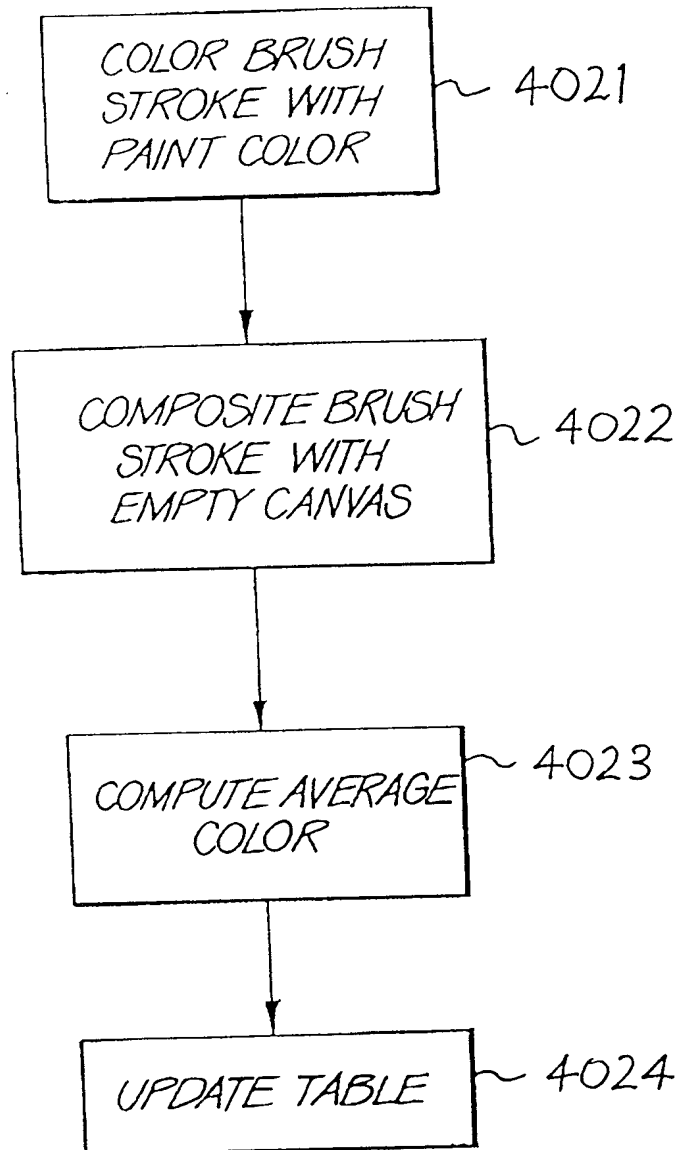 COLOR BRUSH
STROKE WITH
PAINT COLOR
4021
COMPOSITE BRUSH
STROKE WITH
EMPTY CANVAS
4022
COMPUTE AVERAGE
COLOR
4023
UPDATE TABLE
4024